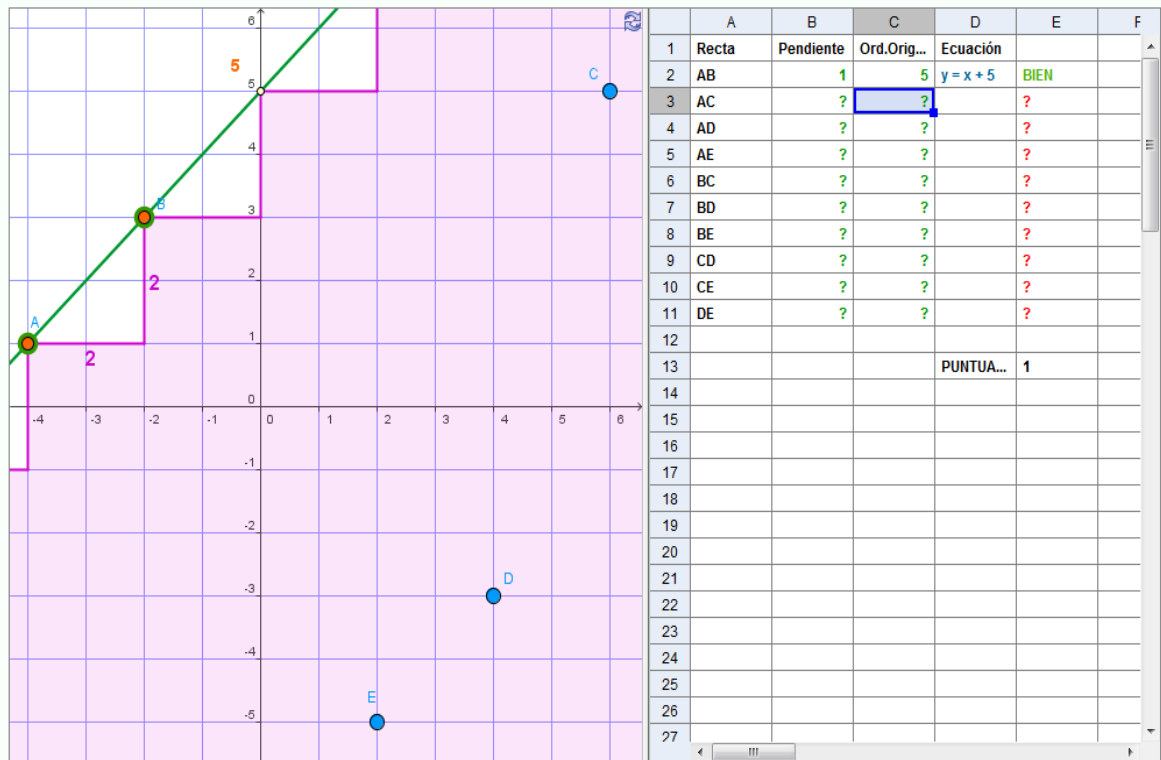 6
5
5
C
4
B
3
2
2
A
1
2
0
-4 -3 -2 -1 0 1 2 3 4 5 6
-1
-2
D
-3
-4
E
-5
A B C D E F
1 Recta Pendiente Ord.Orig... Ecuación
2 AB 1 5 y = x + 5 BIEN
3 AC ? ? ?
4 AD ? ? ?
5 AE ? ? ?
6 BC ? ? ?
7 BD ? ? ?
8 BE ? ? ?
9 CD ? ? ?
10 CE ? ? ?
11 DE ? ? ?
12
13 PUNTUA... 1
14
15
16
17
18
19
20
21
22
23
24
25
26
27